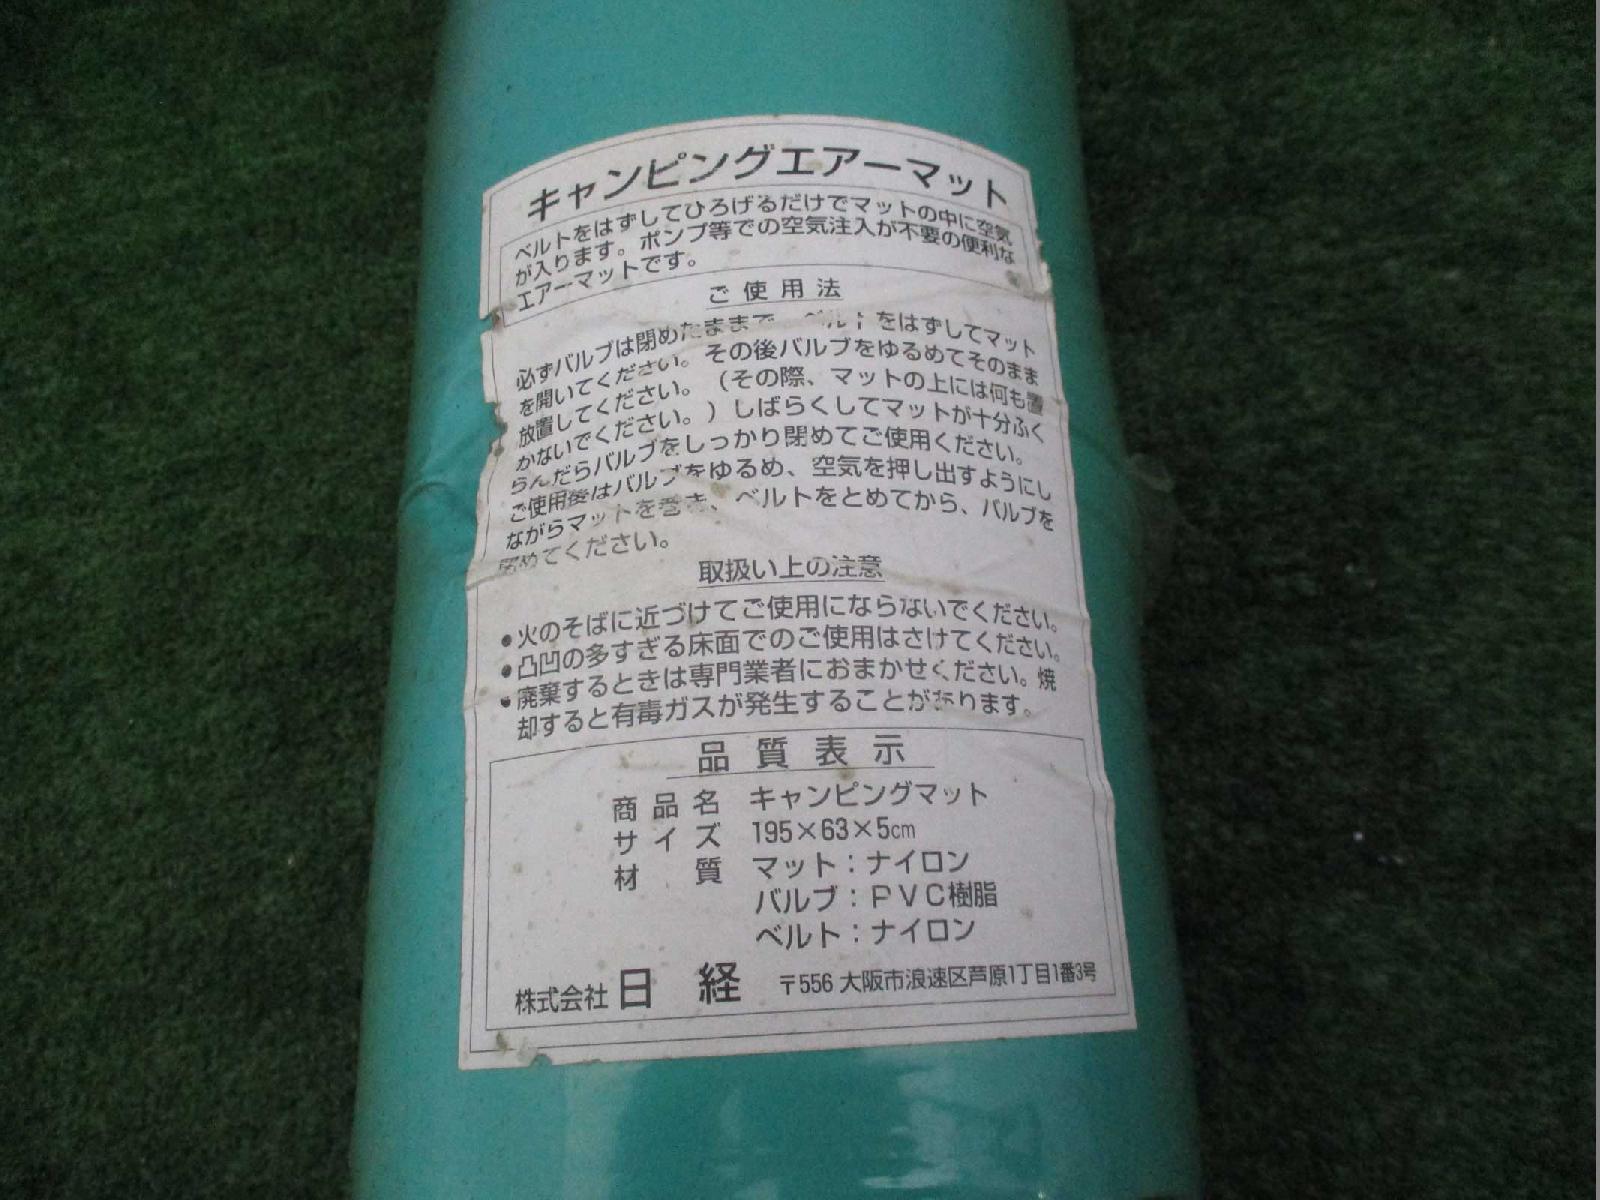 キャンピングエアーマット
ベルトをはずしてひろげるだけでマットの中に空気
が入ります。ポンプ等での空気注入が不要の便利な
エアーマットです。
ご使用法
必ずバルブは閉めたままで、ベルトをはずしてマット
を開いてください。その後バルブをゆるめてそのまま
放置してください。(その際、マットの上には何も置
かないでください。)しばらくしてマットが十分ふく
らんだらバルブをしっかり閉めてご使用ください。
ご使用後はバルブをゆるめ、空気を押し出すようにし
ながらマットを巻き、ベルトをとめてから、バルブを
閉めてください。
取扱い上の注意
●火のそばに近づけてご使用にならないでください。
●凸凹の多すぎる床面でのご使用はさけてください。
●廃棄するときは専門業者におまかせください。焼
却すると有毒ガスが発生することがあります。
品質表示
商品名 キャンピングマット
サイズ 195×63×5cm
材質 マット:ナイロン
バルブ:PVC樹脂
ベルト:ナイロン
株式会社 日経 〒556 大阪市浪速区芦原1丁目1番3号